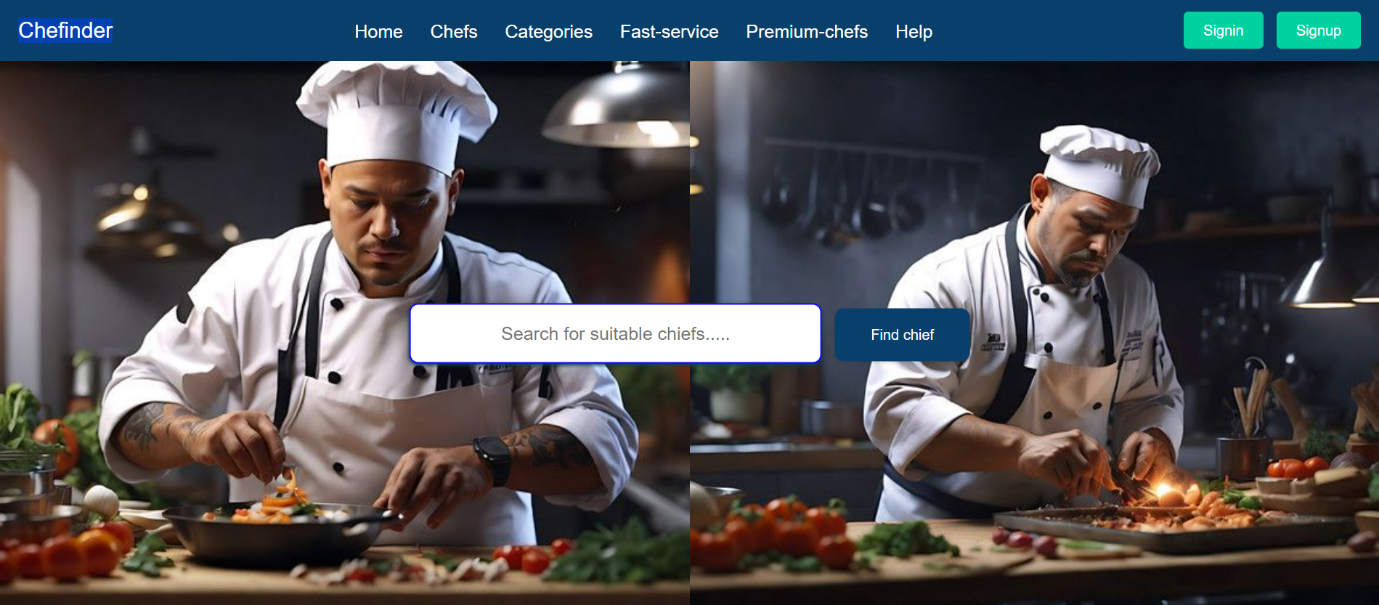 Chefinder
Home Chefs Categories Fast-service Premium-chefs Help
Signin Signup
Search for suitable chiefs.....
Find chief